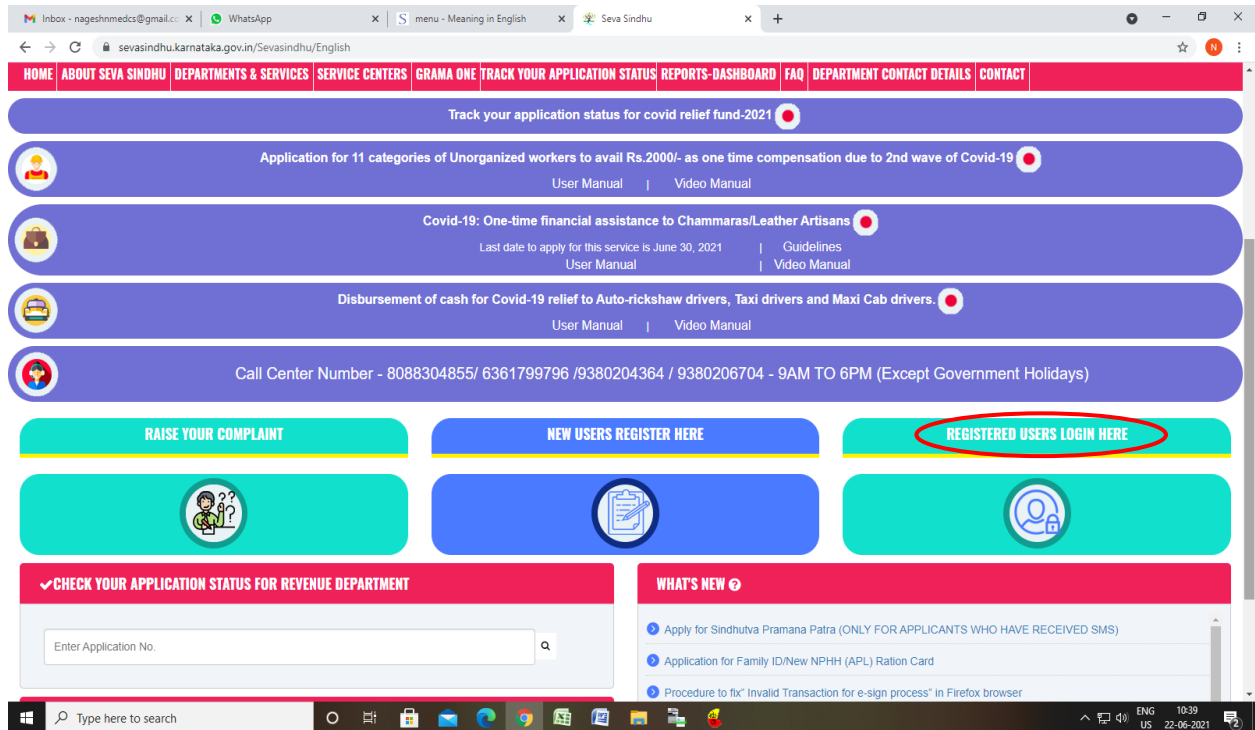 Inbox - nageshnmedcs@gmail.cc
WhatsApp
S menu - Meaning in English
Seva Sindhu
sevasindhu.karnataka.gov.in/Sevasindhu/English
N
HOME ABOUT SEVA SINDHU DEPARTMENTS & SERVICES SERVICE CENTERS GRAMA ONE TRACK YOUR APPLICATION STATUS REPORTS-DASHBOARD FAQ DEPARTMENT CONTACT DETAILS CONTACT
Track your application status for covid relief fund-2021
Application for 11 categories of Unorganized workers to avail Rs.2000/- as one time compensation due to 2nd wave of Covid-19
User Manual | Video Manual
Covid-19: One-time financial assistance to Chammaras/Leather Artisans
Last date to apply for this service is June 30, 2021 | Guidelines
User Manual | Video Manual
Disbursement of cash for Covid-19 relief to Auto-rickshaw drivers, Taxi drivers and Maxi Cab drivers.
User Manual | Video Manual
Call Center Number - 8088304855/ 6361799796 /9380204364 / 9380206704 - 9AM TO 6PM (Except Government Holidays)
RAISE YOUR COMPLAINT
NEW USERS REGISTER HERE
REGISTERED USERS LOGIN HERE
CHECK YOUR APPLICATION STATUS FOR REVENUE DEPARTMENT
Enter Application No.
WHAT'S NEW
Apply for Sindhutva Pramana Patra (ONLY FOR APPLICANTS WHO HAVE RECEIVED SMS)
Application for Family ID/New NPHH (APL) Ration Card
Procedure to fix" Invalid Transaction for e-sign process" in Firefox browser
Type here to search
ENG
US
10:39
22-06-2021
2